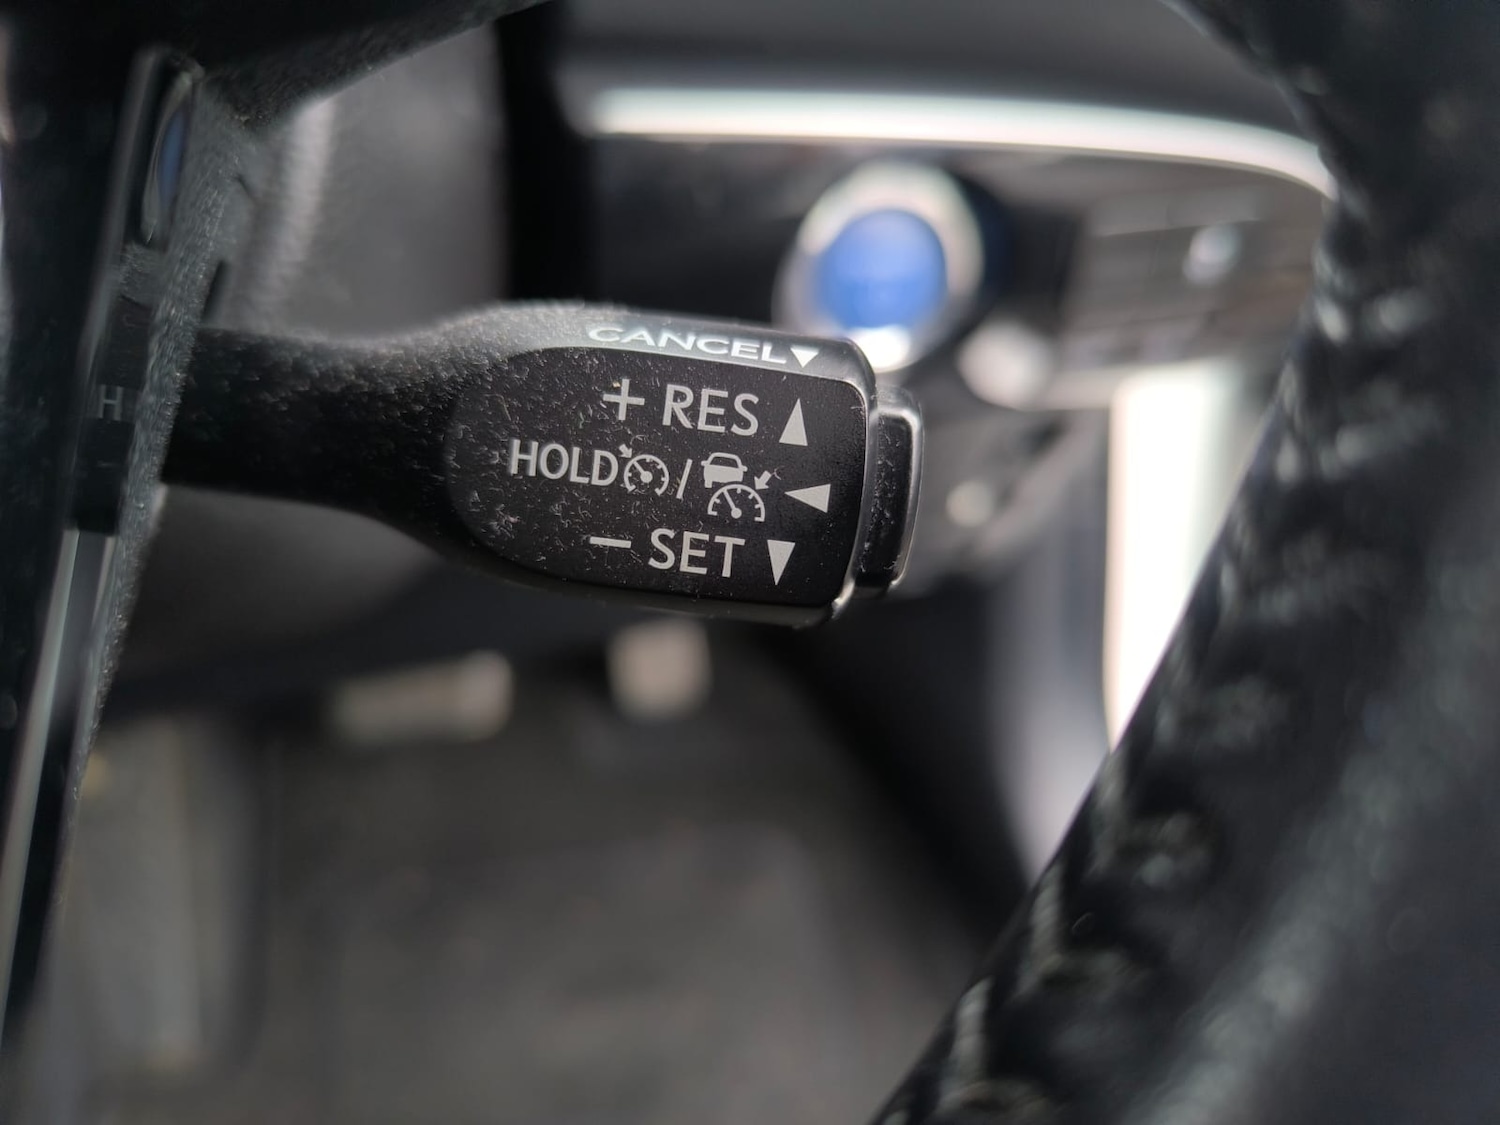 CANCEL▼
+ RES ▲
HOLD / ◀
− SET ▼
H